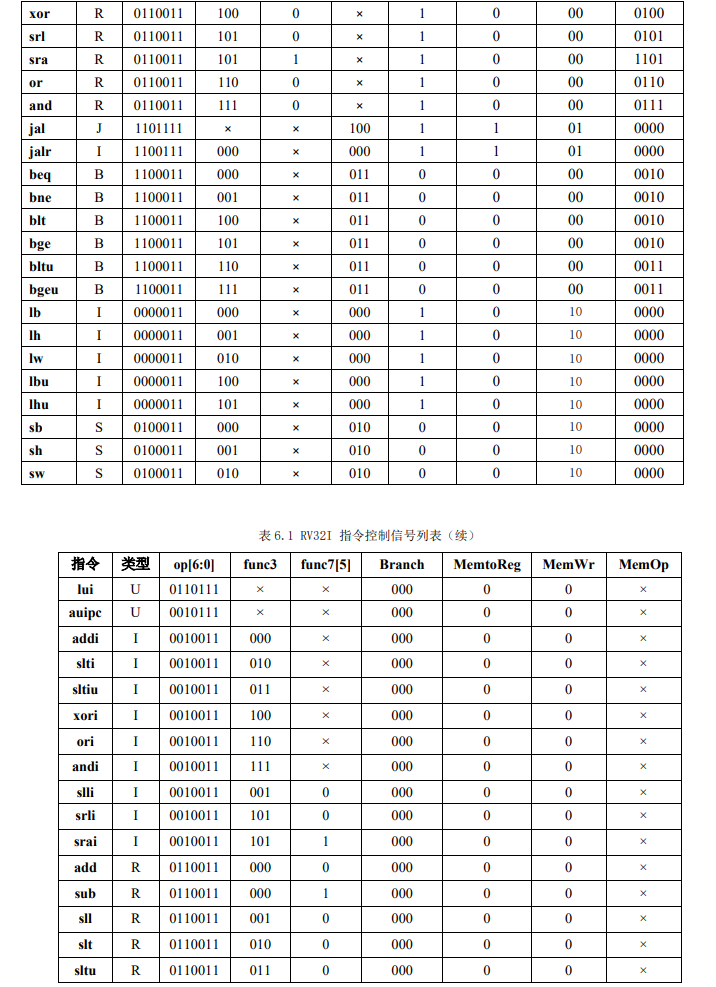 xor R 0110011 100 0 × 1 0 00 0100
srl R 0110011 101 0 × 1 0 00 0101
sra R 0110011 101 1 × 1 0 00 1101
or R 0110011 110 0 × 1 0 00 0110
and R 0110011 111 0 × 1 0 00 0111
jal J 1101111 × × 100 1 1 01 0000
jalr I 1100111 000 × 000 1 1 01 0000
beq B 1100011 000 × 011 0 0 00 0010
bne B 1100011 001 × 011 0 0 00 0010
blt B 1100011 100 × 011 0 0 00 0010
bge B 1100011 101 × 011 0 0 00 0010
bltu B 1100011 110 × 011 0 0 00 0011
bgeu B 1100011 111 × 011 0 0 00 0011
lb I 0000011 000 × 000 1 0 10 0000
lh I 0000011 001 × 000 1 0 10 0000
lw I 0000011 010 × 000 1 0 10 0000
lbu I 0000011 100 × 000 1 0 10 0000
lhu I 0000011 101 × 000 1 0 10 0000
sb S 0100011 000 × 010 0 0 10 0000
sh S 0100011 001 × 010 0 0 10 0000
sw S 0100011 010 × 010 0 0 10 0000
表 6.1 RV32I 指令控制信号列表（续）
指令 类型 op[6:0] func3 func7[5] Branch MemtoReg MemWr MemOp
lui U 0110111 × × 000 0 0 ×
auipc U 0010111 × × 000 0 0 ×
addi I 0010011 000 × 000 0 0 ×
slti I 0010011 010 × 000 0 0 ×
sltiu I 0010011 011 × 000 0 0 ×
xori I 0010011 100 × 000 0 0 ×
ori I 0010011 110 × 000 0 0 ×
andi I 0010011 111 × 000 0 0 ×
slli I 0010011 001 0 000 0 0 ×
srli I 0010011 101 0 000 0 0 ×
srai I 0010011 101 1 000 0 0 ×
add R 0110011 000 0 000 0 0 ×
sub R 0110011 000 1 000 0 0 ×
sll R 0110011 001 0 000 0 0 ×
slt R 0110011 010 0 000 0 0 ×
sltu R 0110011 011 0 000 0 0 ×